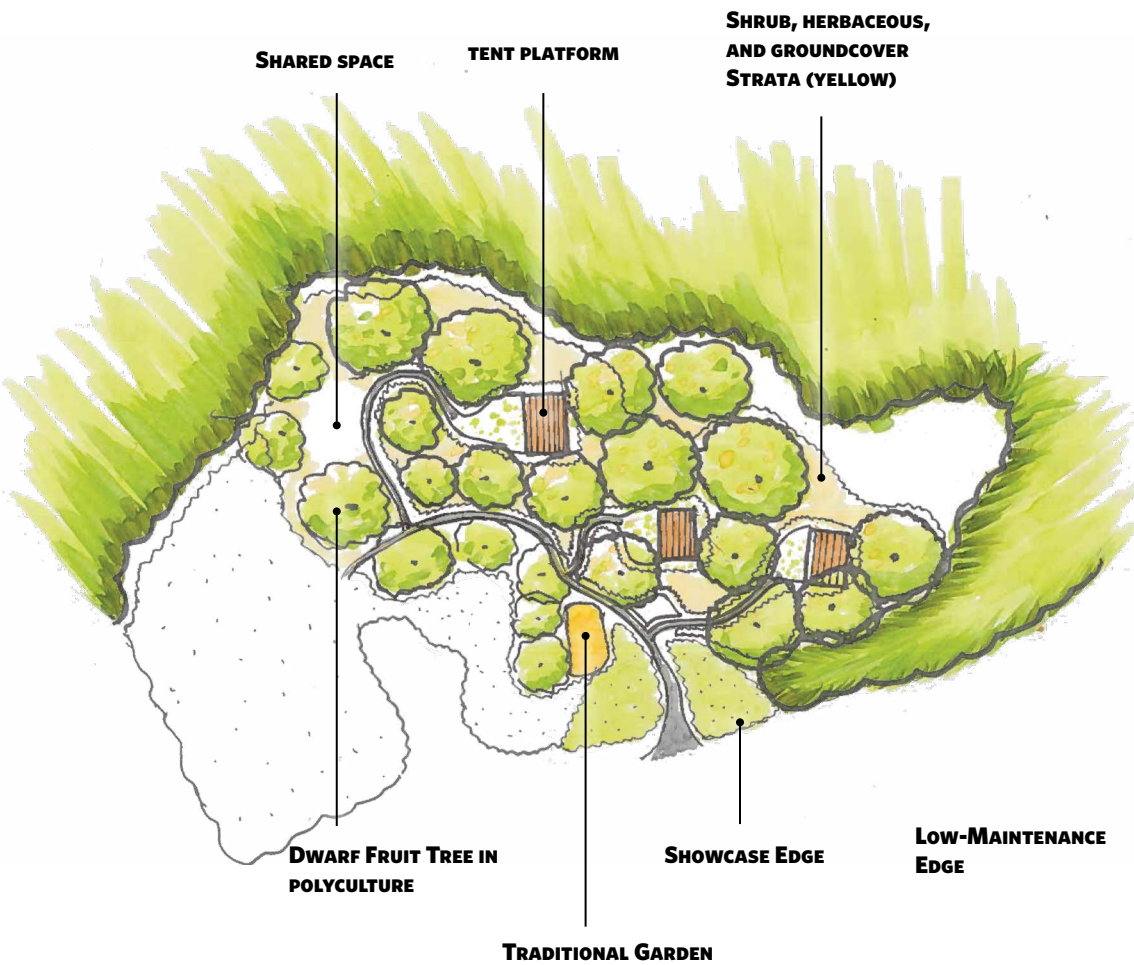 Shrub, herbaceous,
and groundcover
Strata (yellow)
Shared space
tent platform
Dwarf Fruit Tree in
polyculture
Showcase Edge
Low-Maintenance
Edge
Traditional Garden